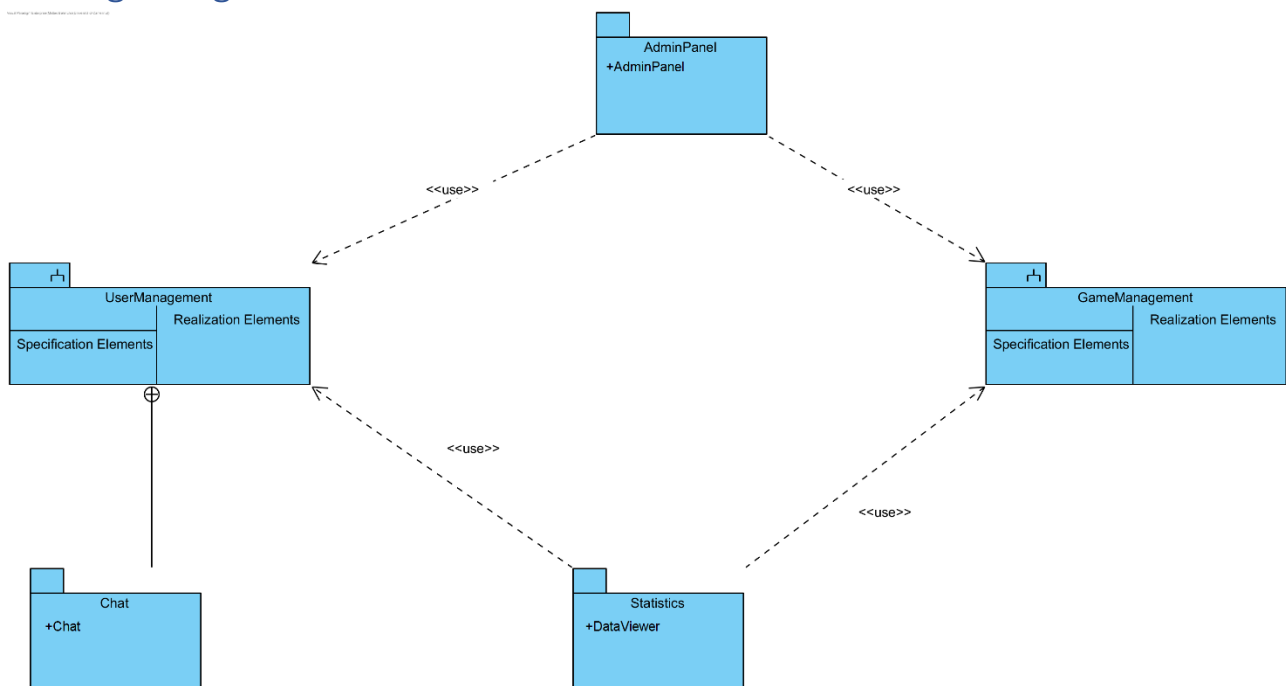 AdminPanel
+AdminPanel
<<use>>
<<use>>
UserManagement
Realization Elements
Specification Elements
GameManagement
Realization Elements
Specification Elements
<<use>>
<<use>>
Chat
+Chat
Statistics
+DataViewer